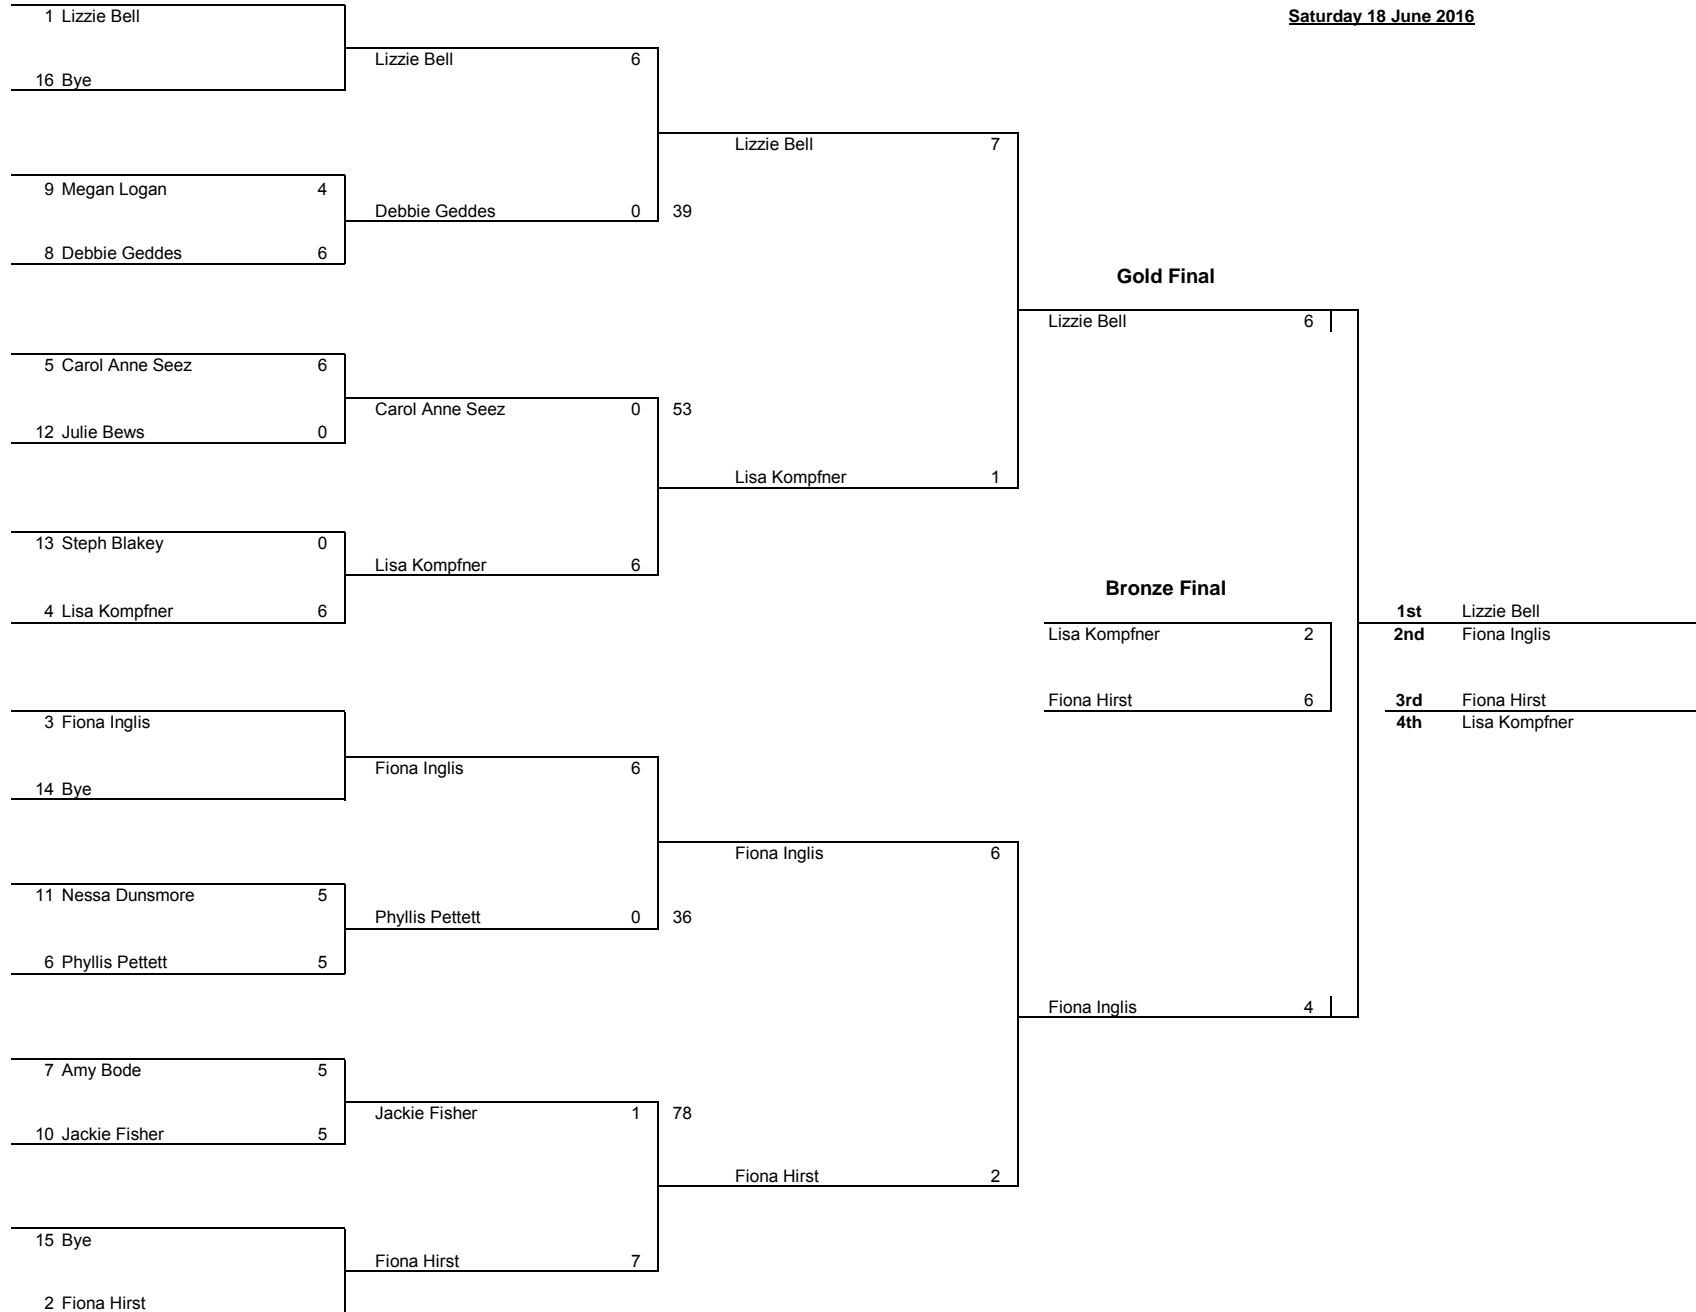 Saturday 18 June 2016
1 Lizzie Bell
16 Bye
Lizzie Bell 6
9 Megan Logan 4
8 Debbie Geddes 6
Debbie Geddes 0 39
Lizzie Bell 7
5 Carol Anne Seez 6
12 Julie Bews 0
Carol Anne Seez 0 53
13 Steph Blakey 0
4 Lisa Kompfner 6
Lisa Kompfner 6
Lisa Kompfner 1
3 Fiona Inglis
14 Bye
Fiona Inglis 6
11 Nessa Dunsmore 5
6 Phyllis Pettett 5
Phyllis Pettett 0 36
Fiona Inglis 6
7 Amy Bode 5
10 Jackie Fisher 5
Jackie Fisher 1 78
15 Bye
2 Fiona Hirst
Fiona Hirst 7
Fiona Hirst 2
Gold Final
Lizzie Bell 6
Fiona Inglis 4
Bronze Final
Lisa Kompfner 2
Fiona Hirst 6
1st Lizzie Bell
2nd Fiona Inglis
3rd Fiona Hirst
4th Lisa Kompfner